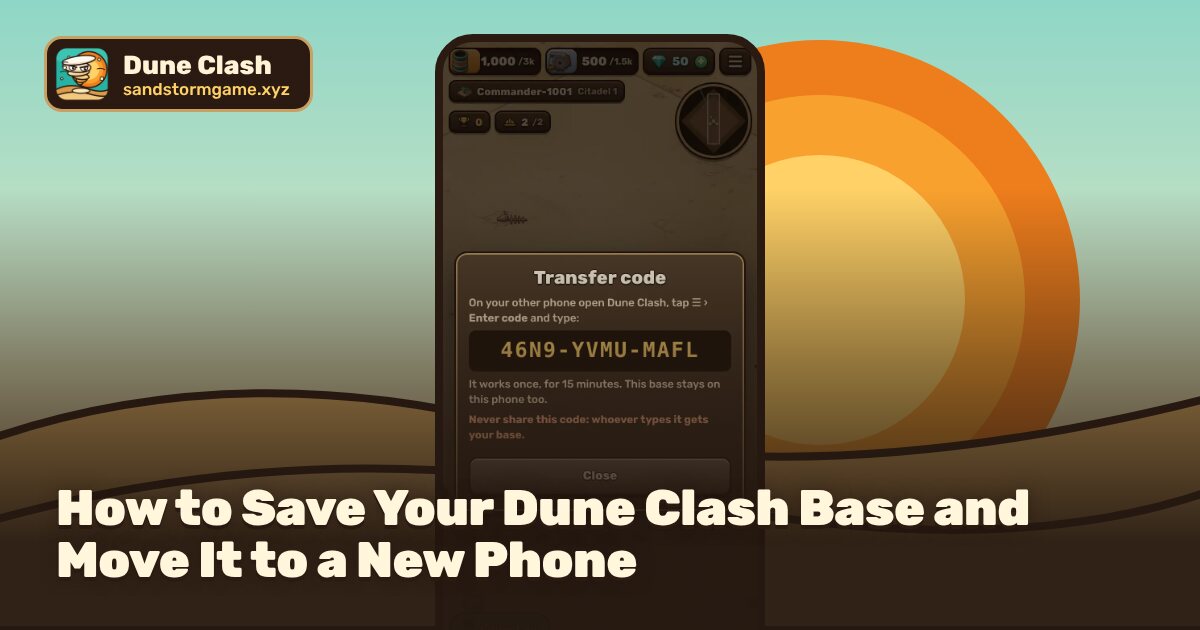 Dune Clash
sandstormgame.xyz
1,000 /3k
500 /1.5k
50
Commander-1001 Citadel 1
0
2 /2
Transfer code
On your other phone open Dune Clash, tap ☰ ›
Enter code and type:
46N9-YVMU-MAFL
It works once, for 15 minutes. This base stays on
this phone too.
Never share this code: whoever types it gets
your base.
Close
How to Save Your Dune Clash Base and
Move It to a New Phone